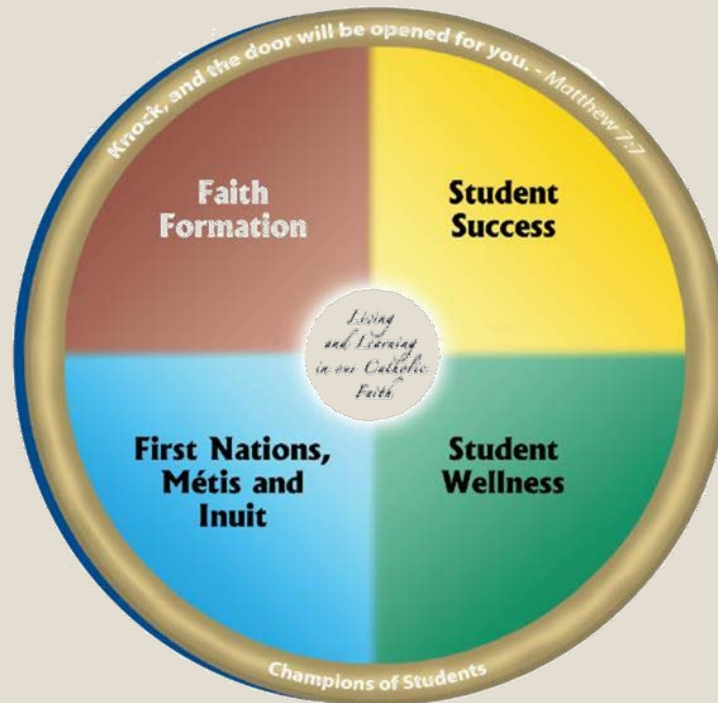 Knock, and the door will be opened for you. - Matthew 7:7
Faith
Formation
Student
Success
Living
and Learning
in our Catholic
Faith
First Nations,
Métis and
Inuit
Student
Wellness
Champions of Students